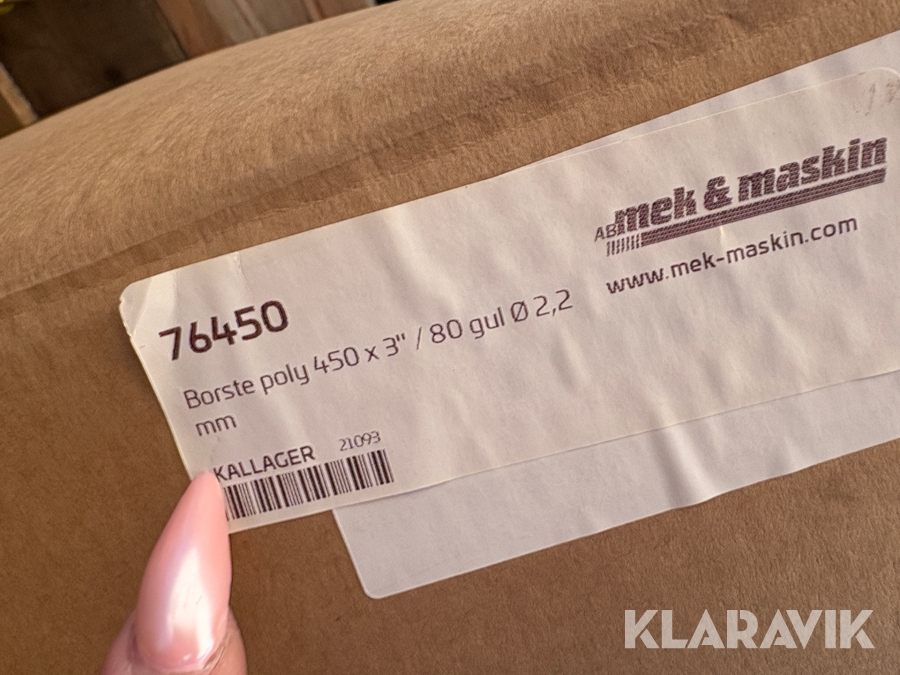 AB mek & maskin
www.mek-maskin.com
76450
Borste poly 450 x 3" / 80 gul Ø 2,2
mm
KALLAGER 21093
KLARAVIK